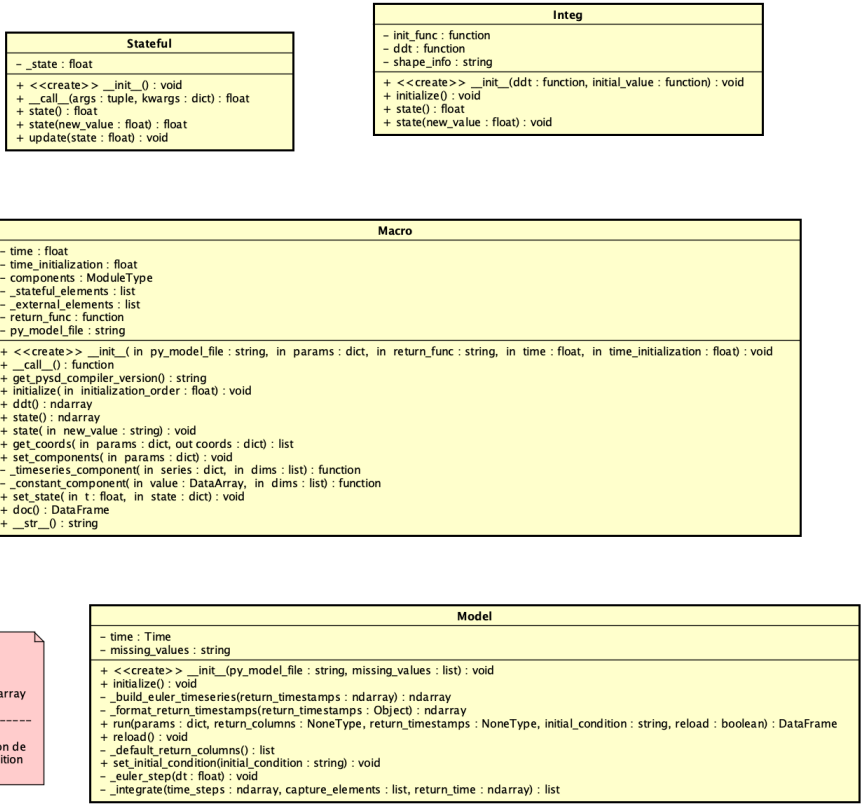 Stateful
– _state : float
+ <<create>> __init__() : void
+ __call__(args : tuple, kwargs : dict) : float
+ state() : float
+ state(new_value : float) : float
+ update(state : float) : void
Integ
– init_func : function
– ddt : function
– shape_info : string
+ <<create>> __init__(ddt : function, initial_value : function) : void
+ initialize() : void
+ state() : float
+ state(new_value : float) : void
Macro
– time : float
– time_initialization : float
– components : ModuleType
– _stateful_elements : list
– _external_elements : list
– return_func : function
– py_model_file : string
+ <<create>> __init__( in py_model_file : string, in params : dict, in return_func : string, in time : float, in time_initialization : float) : void
+ __call__() : function
+ get_pysd_compiler_version() : string
+ initialize( in initialization_order : float) : void
+ ddt() : ndarray
+ state() : ndarray
+ state( in new_value : string) : void
+ get_coords( in params : dict, out coords : dict) : list
+ set_components( in params : dict) : void
– _timeseries_component( in series : dict, in dims : list) : function
– _constant_component( in value : DataArray, in dims : list) : function
+ set_state( in t : float, in state : dict) : void
+ doc() : DataFrame
+ __str__() : string
array
on de
ition
Model
– time : Time
– missing_values : string
+ <<create>> __init__(py_model_file : string, missing_values : list) : void
+ initialize() : void
– _build_euler_timeseries(return_timestamps : ndarray) : ndarray
– _format_return_timestamps(return_timestamps : Object) : ndarray
+ run(params : dict, return_columns : NoneType, return_timestamps : NoneType, initial_condition : string, reload : boolean) : DataFrame
+ reload() : void
– _default_return_columns() : list
+ set_initial_condition(initial_condition : string) : void
– _euler_step(dt : float) : void
– _integrate(time_steps : ndarray, capture_elements : list, return_time : ndarray) : list